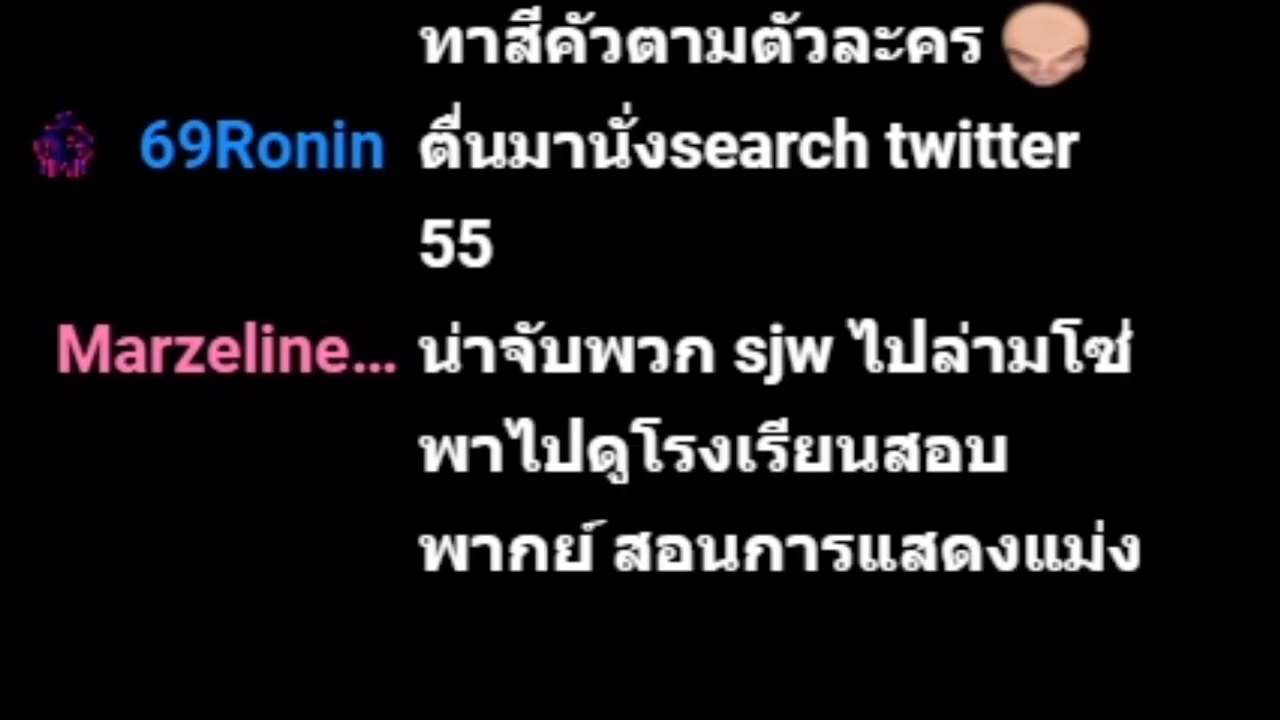 ทาสีคัวตามตัวละคร
69Ronin ตื่นมานั่งsearch twitter
55
Marzeline... น่าจับพวก sjw ไปล่ามโซ่
พาไปดูโรงเรียนสอบ
พากย์ สอนการแสดงแม่ง